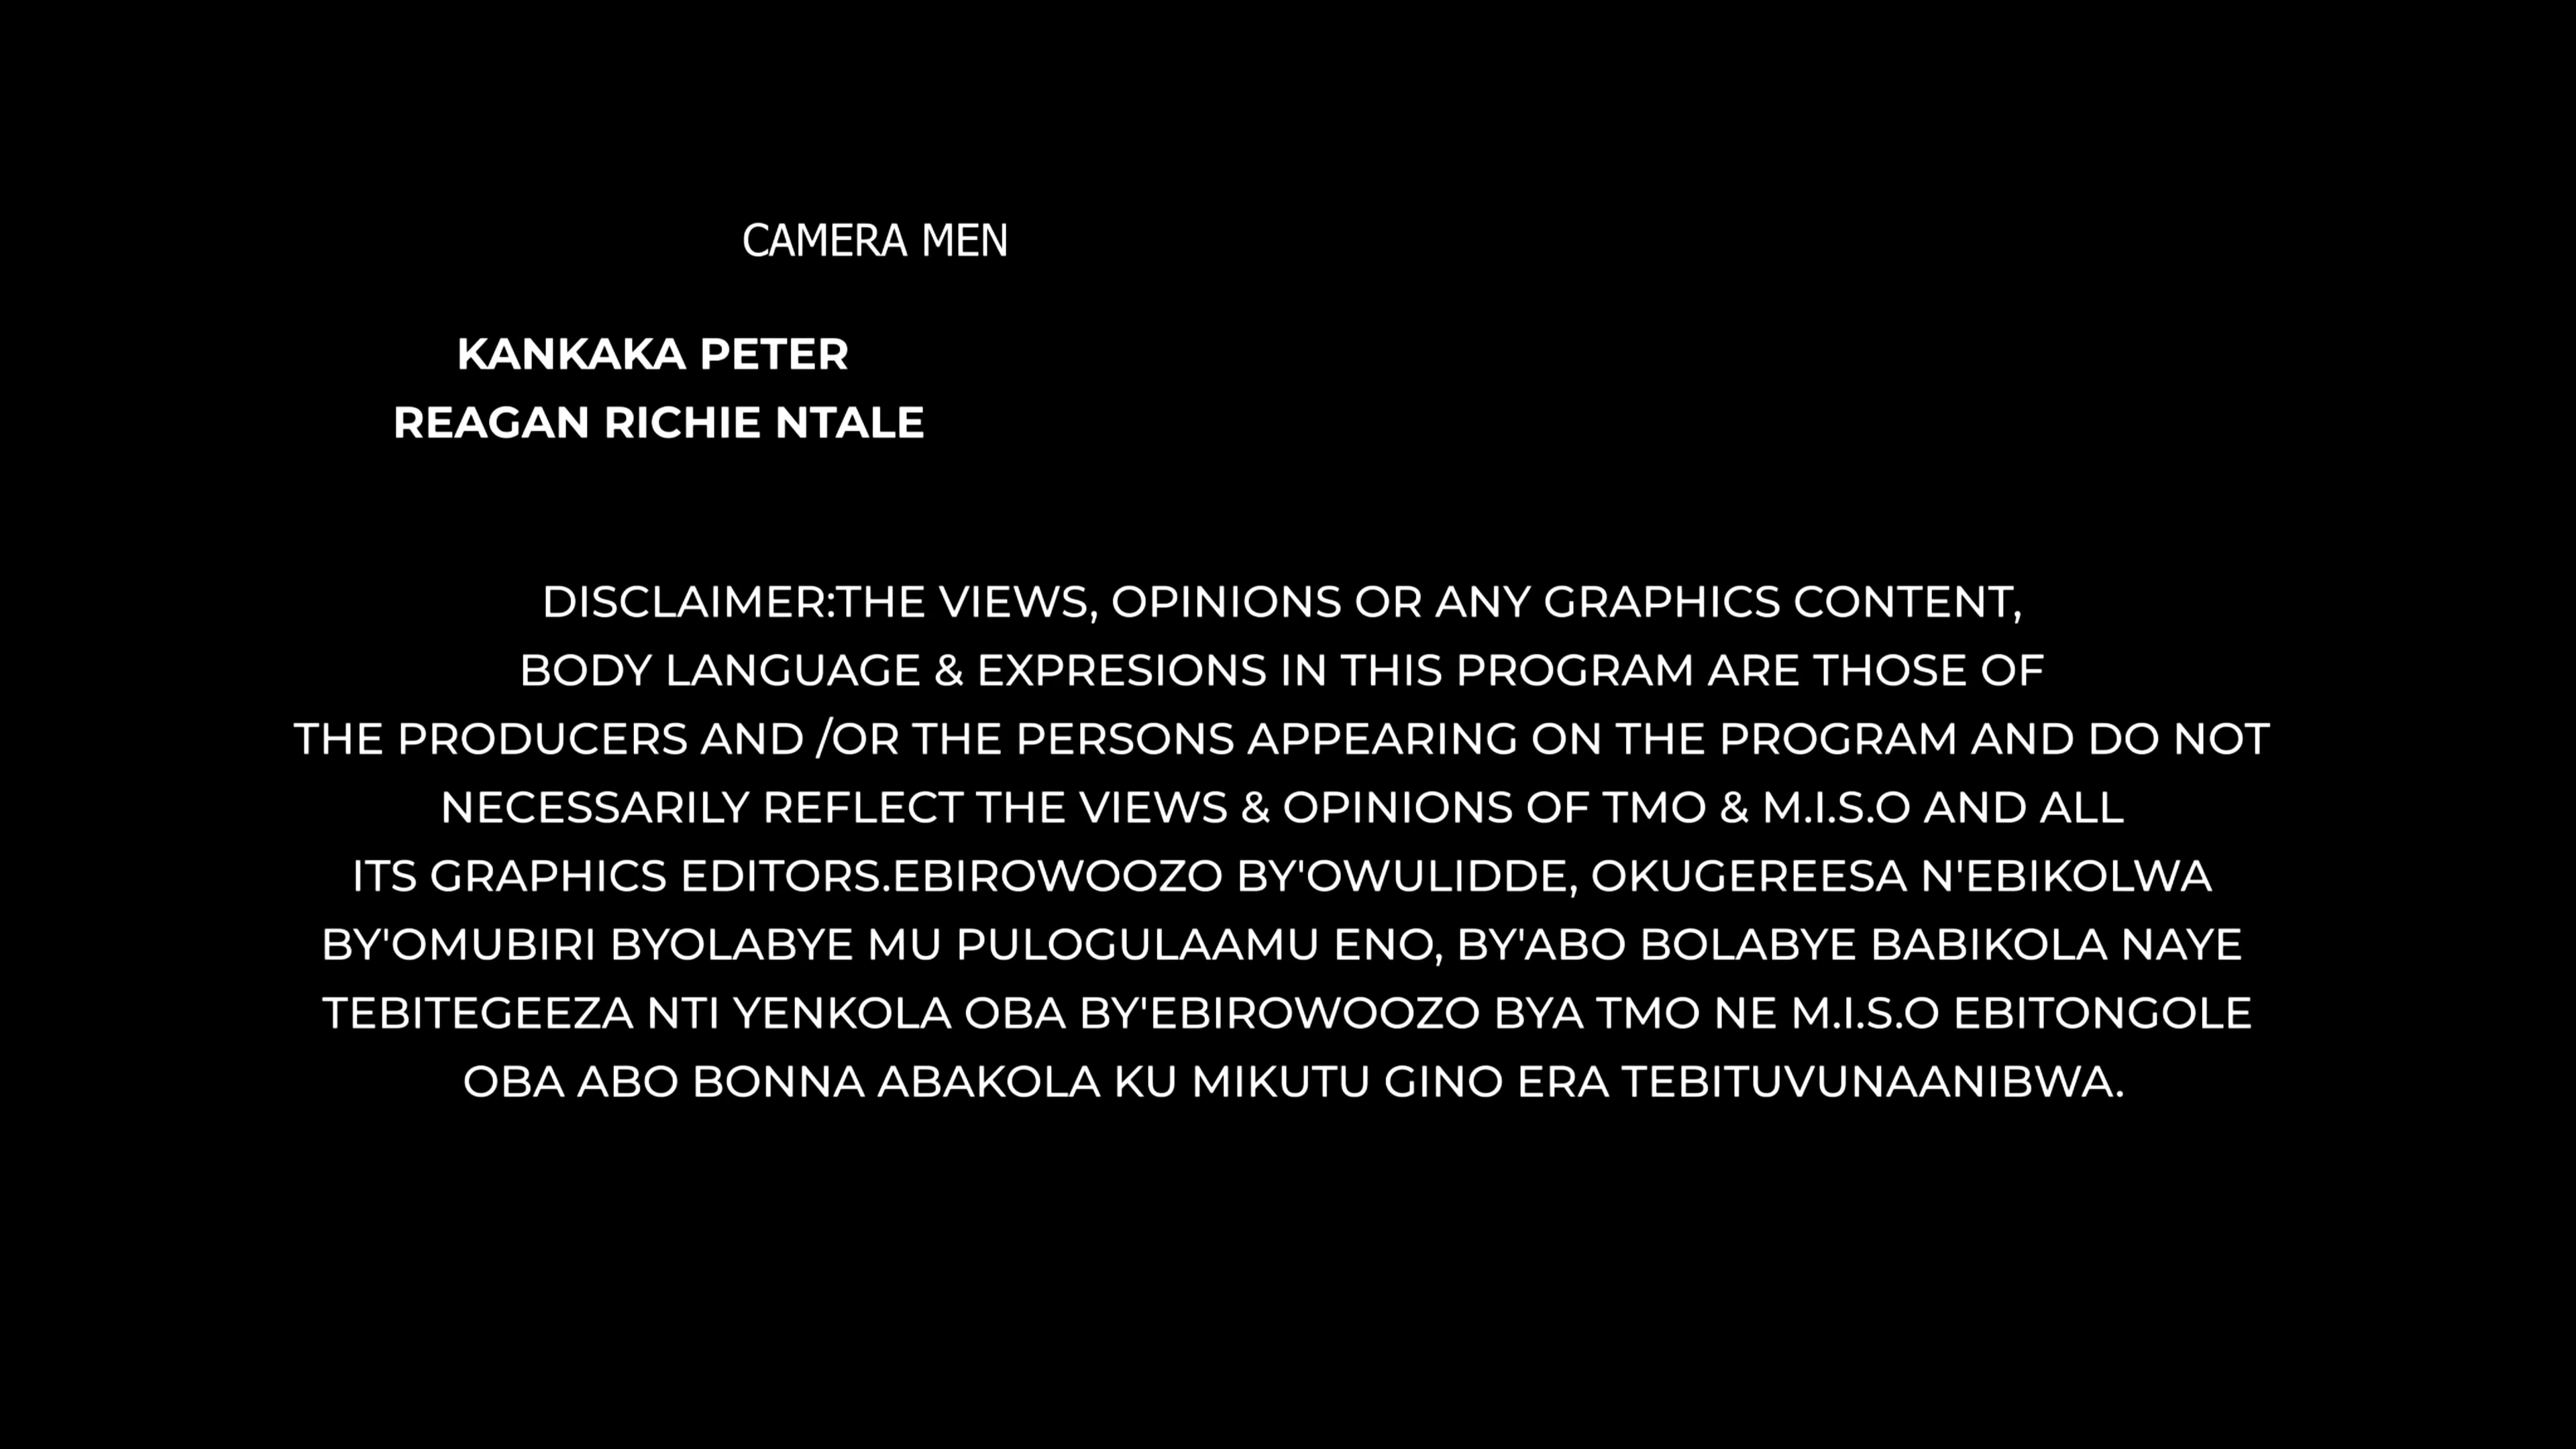 CAMERA MEN
KANKAKA PETER
REAGAN RICHIE NTALE
DISCLAIMER:THE VIEWS, OPINIONS OR ANY GRAPHICS CONTENT,
BODY LANGUAGE & EXPRESIONS IN THIS PROGRAM ARE THOSE OF
THE PRODUCERS AND /OR THE PERSONS APPEARING ON THE PROGRAM AND DO NOT
NECESSARILY REFLECT THE VIEWS & OPINIONS OF TMO & M.I.S.O AND ALL
ITS GRAPHICS EDITORS.EBIROWOOZO BY'OWULIDDE, OKUGEREESA N'EBIKOLWA
BY'OMUBIRI BYOLABYE MU PULOGULAAMU ENO, BY'ABO BOLABYE BABIKOLA NAYE
TEBITEGEEZA NTI YENKOLA OBA BY'EBIROWOOZO BYA TMO NE M.I.S.O EBITONGOLE
OBA ABO BONNA ABAKOLA KU MIKUTU GINO ERA TEBITUVUNAANIBWA.